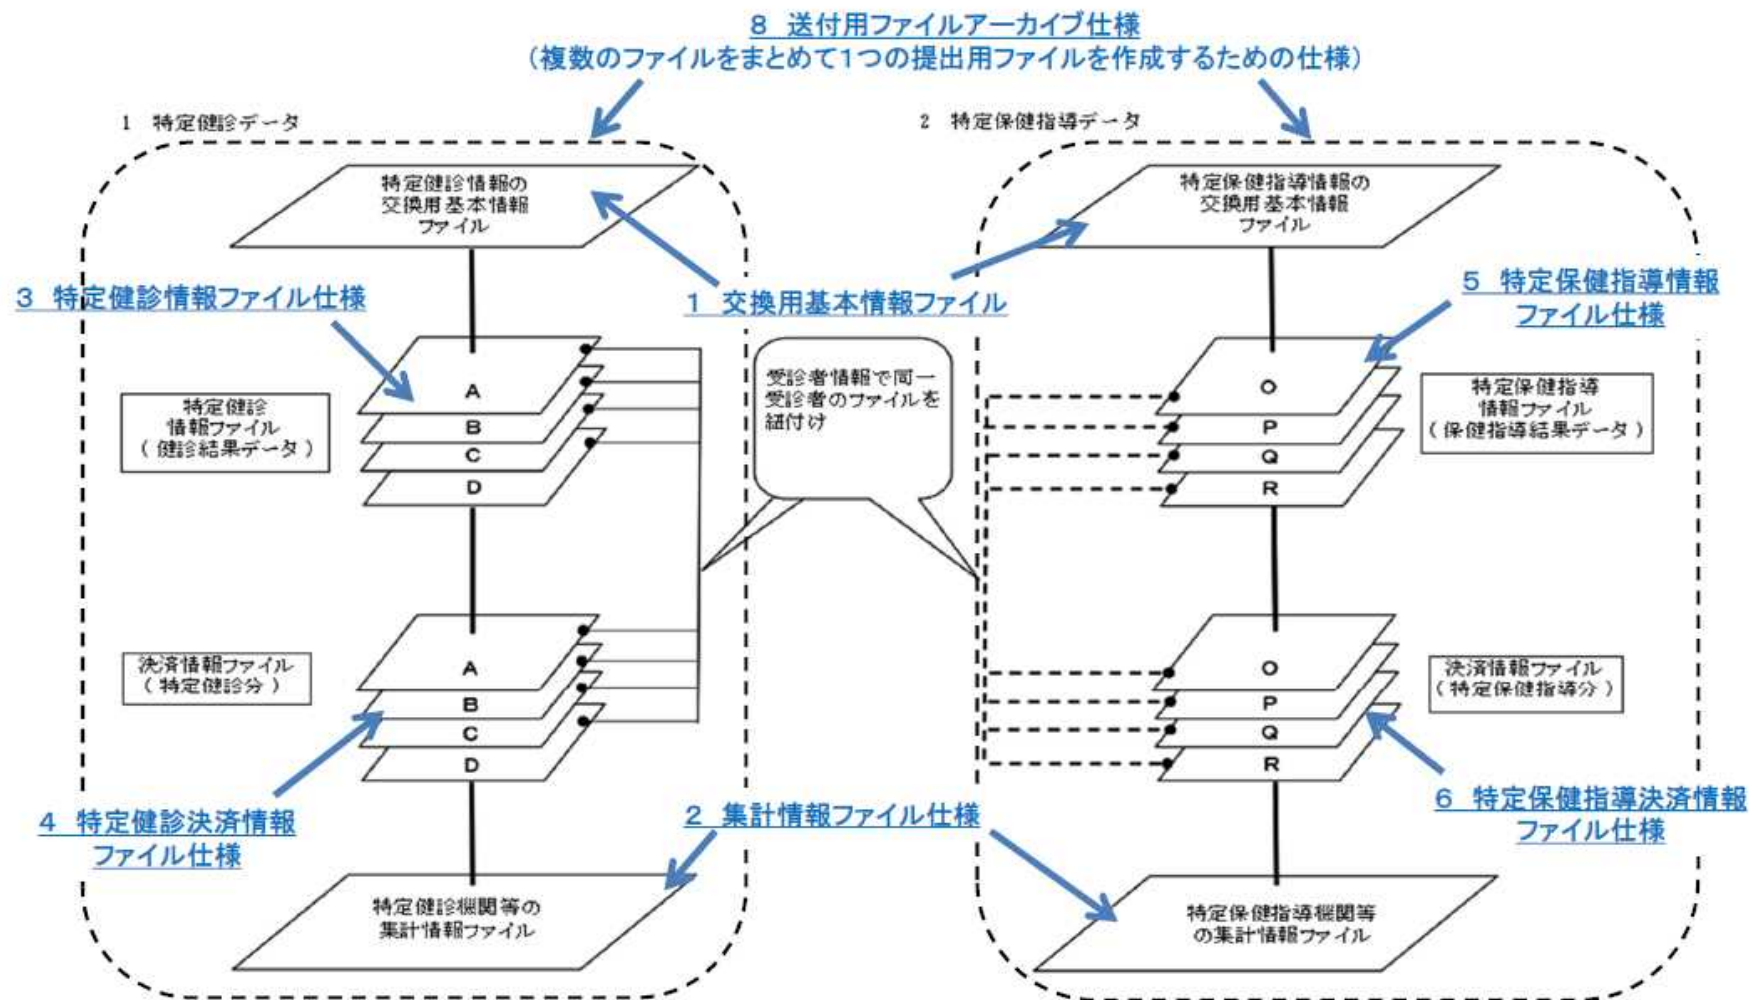 8 送付用ファイルアーカイブ仕様
(複数のファイルをまとめて1つの提出用ファイルを作成するための仕様)
1 特定健診データ
2 特定保健指導データ
特定健診情報の
交換用基本情報
ファイル
特定保健指導情報の
交換用基本情報
ファイル
3 特定健診情報ファイル仕様
1 交換用基本情報ファイル
5 特定保健指導情報
ファイル仕様
特定健診
情報ファイル
(健診結果データ)
A
B
C
D
受診者情報で同一
受診者のファイルを
紐付け
O
P
Q
R
特定保健指導
情報ファイル
(保健指導結果データ)
決済情報ファイル
(特定健診分)
A
B
C
D
O
P
Q
R
決済情報ファイル
(特定保健指導分)
4 特定健診決済情報
ファイル仕様
2 集計情報ファイル仕様
6 特定保健指導決済情報
ファイル仕様
特定健診機関等の
集計情報ファイル
特定保健指導機関等
の集計情報ファイル